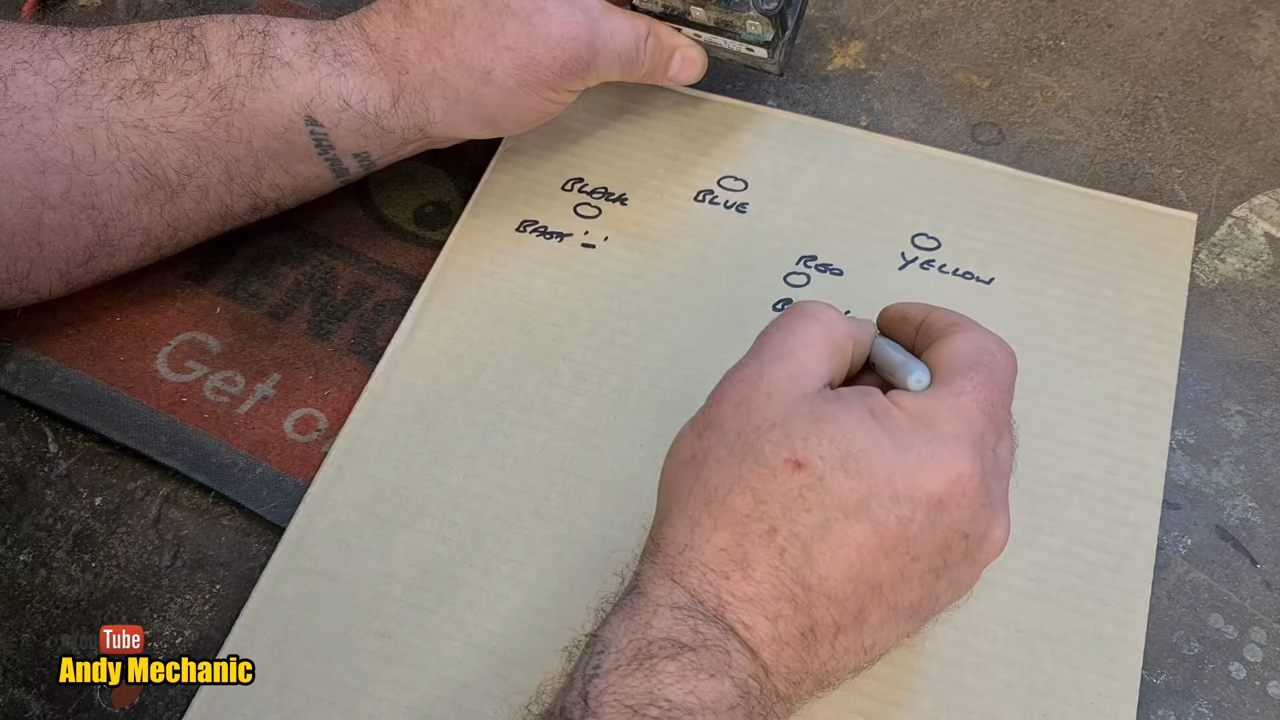 BLACK
BATT '-'
BLUE
RED
YELLOW
Get o
Tube
Andy Mechanic